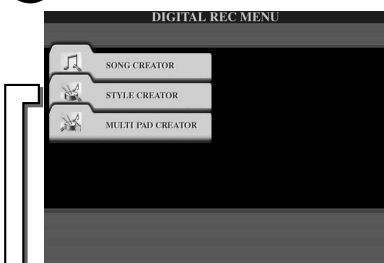 DIGITAL REC MENU
SONG CREATOR
STYLE CREATOR
MULTI PAD CREATOR